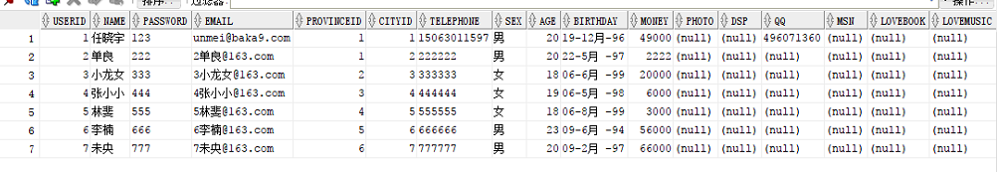 USERID NAME PASSWORD EMAIL PROVINCEID CITYID TELEPHONE SEX AGE BIRTHDAY MONEY PHOTO DSP QQ MSN LOVEBOOK LOVEMUSIC
1 1 任晓宇 123 unmei@baka9.com 1 1 15063011597 男 20 19-12月-96 49000 (null) (null) 496071360 (null) (null) (null)
2 2 单良 222 2单良@163.com 1 2 222222 男 20 22-5月 -97 2222 (null) (null) (null) (null) (null) (null)
3 3 小龙女 333 3小龙女@163.com 2 3 333333 女 18 06-6月 -99 20000 (null) (null) (null) (null) (null) (null)
4 4 张小小 444 4张小小@163.com 3 4 444444 女 19 06-5月 -98 6000 (null) (null) (null) (null) (null) (null)
5 5 林斐 555 5林斐@163.com 4 5 555555 女 18 06-8月 -99 3000 (null) (null) (null) (null) (null) (null)
6 6 李楠 666 6李楠@163.com 5 6 666666 男 23 09-6月 -94 56000 (null) (null) (null) (null) (null) (null)
7 7 未央 777 7未央@163.com 6 7 777777 男 20 09-2月 -97 66000 (null) (null) (null) (null) (null) (null)